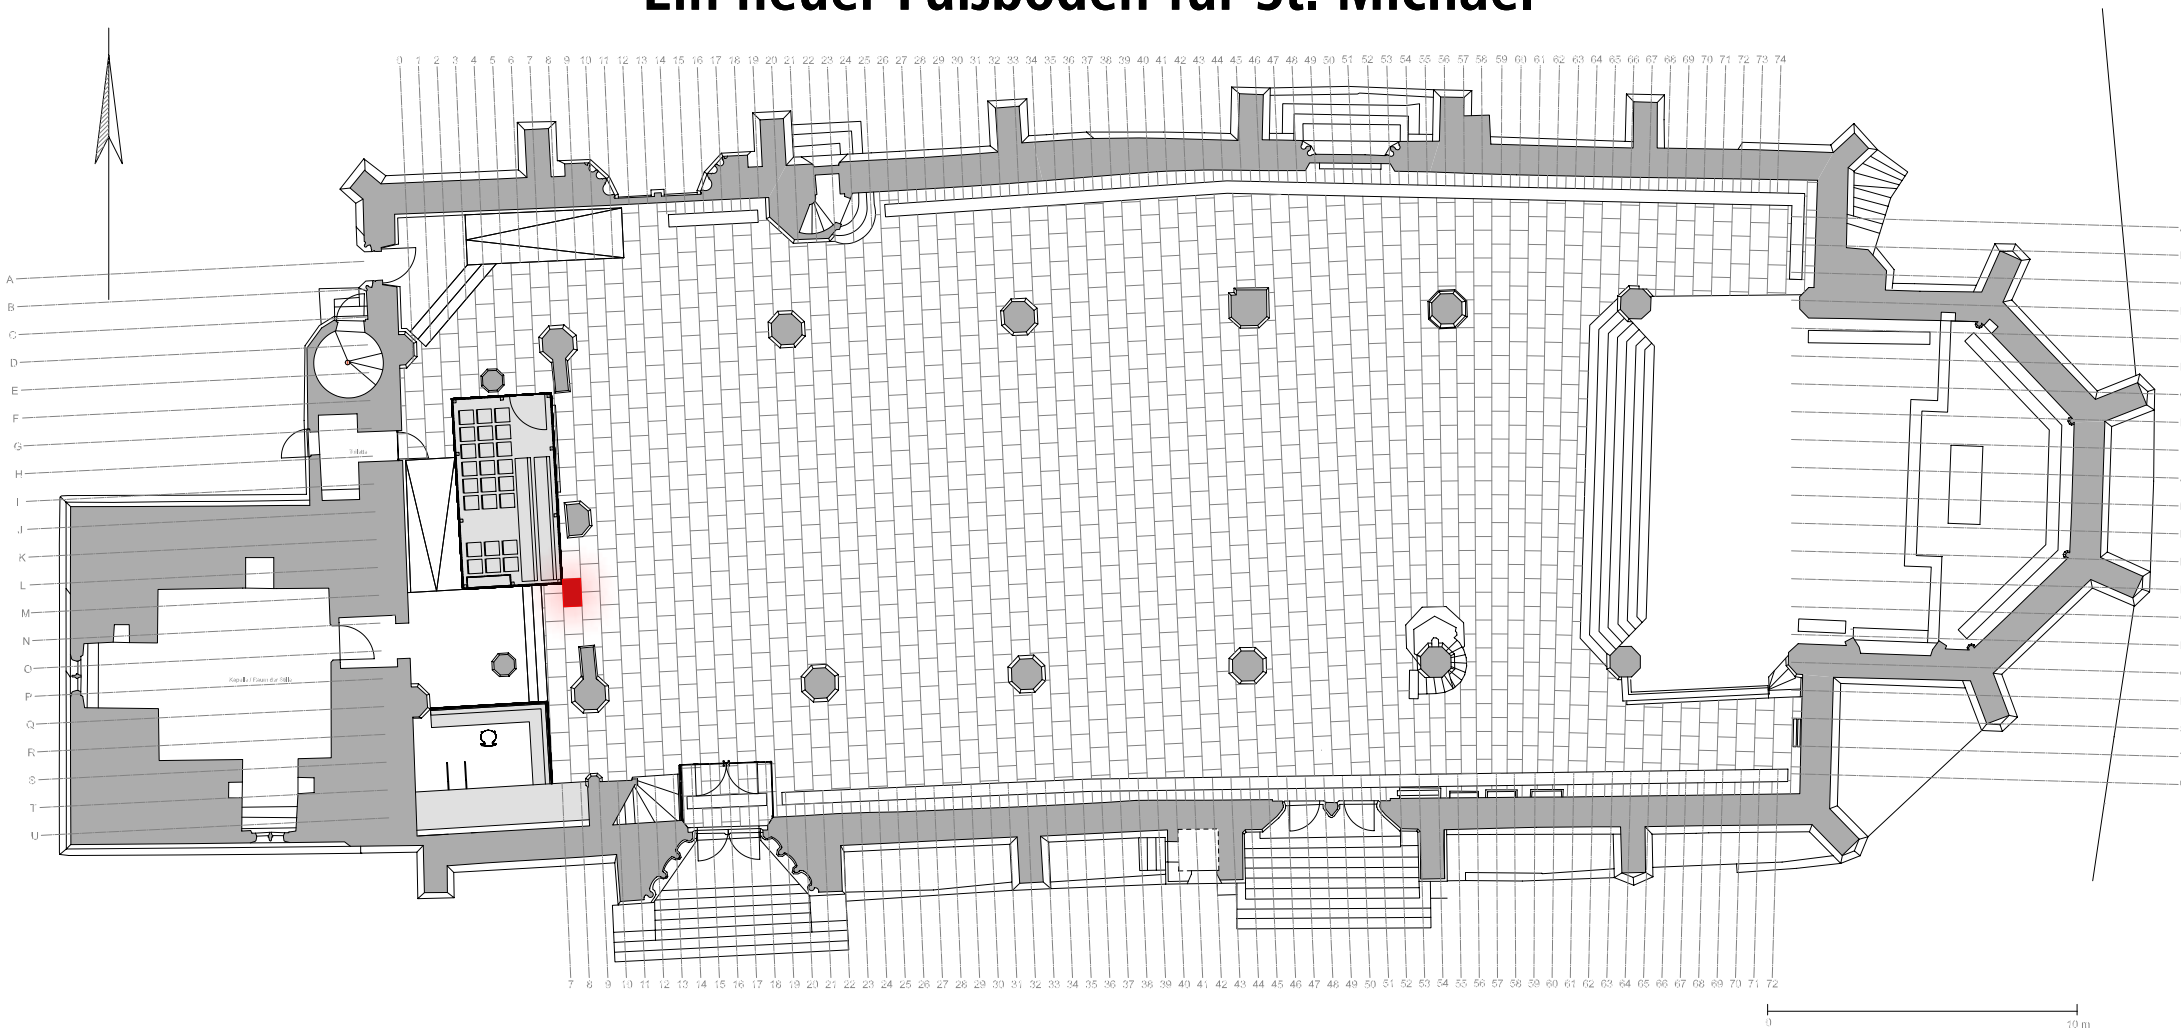 Ein neuer Fußboden für St. Michael
0 1 2 3 4 5 6 7 8 9 10 11 12 13 14 15 16 17 18 19 20 21 22 23 24 25 26 27 28 29 30 31 32 33 34 35 36 37 38 39 40 41 42 43 44 45 46 47 48 49 50 51 52 53 54 55 56 57 58 59 60 61 62 63 64 65 66 67 68 69 70 71 72 73 74
A
B
C
D
E
F
G
H
I
J
K
L
M
N
O
P
Q
R
S
T
U
7 8 9 10 11 12 13 14 15 16 17 18 19 20 21 22 23 24 25 26 27 28 29 30 31 32 33 34 35 36 37 38 39 40 41 42 43 44 45 46 47 48 49 50 51 52 53 54 55 56 57 58 59 60 61 62 63 64 65 66 67 68 69 70 71 72
0 10 m